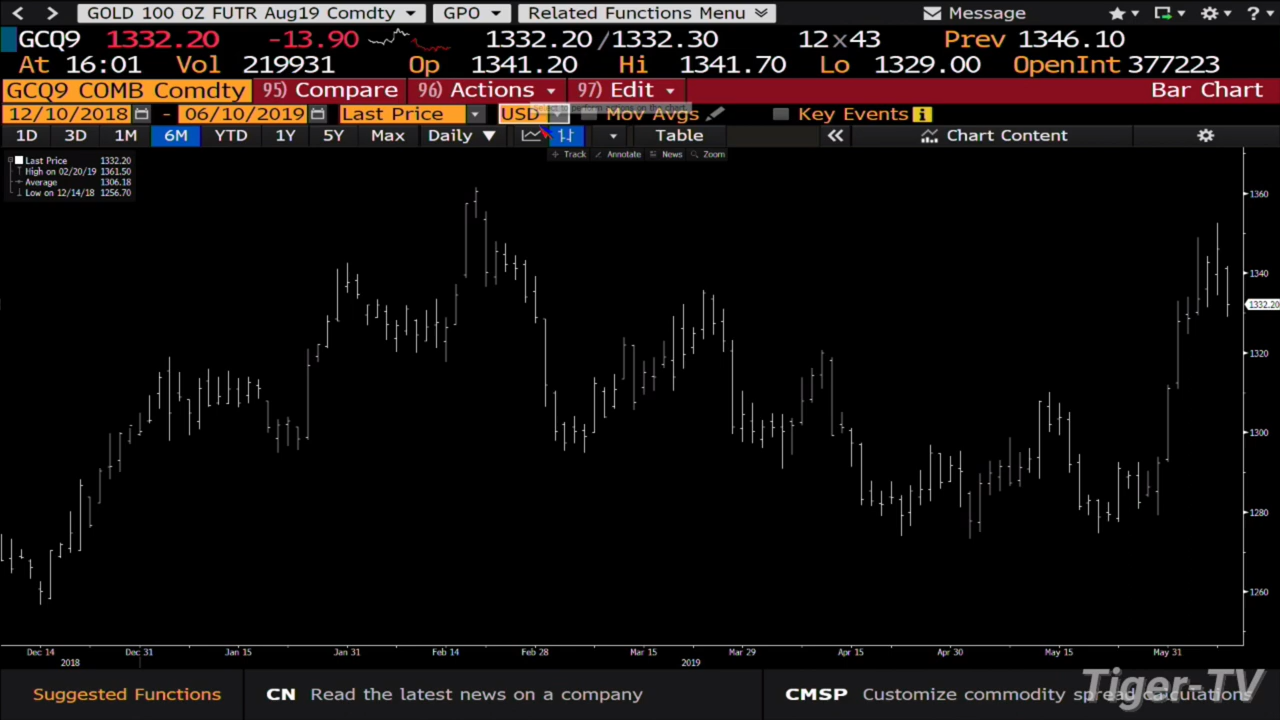 GOLD 100 OZ FUTR Aug19 Comdty GPO Related Functions Menu Message ?
GCQ9 1332.20 -13.90 1332.20 /1332.30 12×43 Prev 1346.10
At 16:01 Vol 219931 Op 1341.20 Hi 1341.70 Lo 1329.00 OpenInt 377223
GCQ9 COMB Comdty 95) Compare 96) Actions 97) Edit Bar Chart
12/10/2018 - 06/10/2019 Last Price USD Mov Avgs Key Events i
1D 3D 1M 6M YTD 1Y 5Y Max Daily Table Chart Content
Track Annotate News Zoom
Last Price 1332.20
High on 02/20/19 1361.50
Average 1306.18
Low on 12/14/18 1256.70
1360
1340
1332.20
1320
1300
1280
1260
Dec 14 Dec 31 Jan 15 Jan 31 Feb 14 Feb 28 Mar 15 Mar 29 Apr 15 Apr 30 May 15 May 31
2018 2019
Suggested Functions CN Read the latest news on a company CMSP Customize commodity spread calculations
Tiger-TV